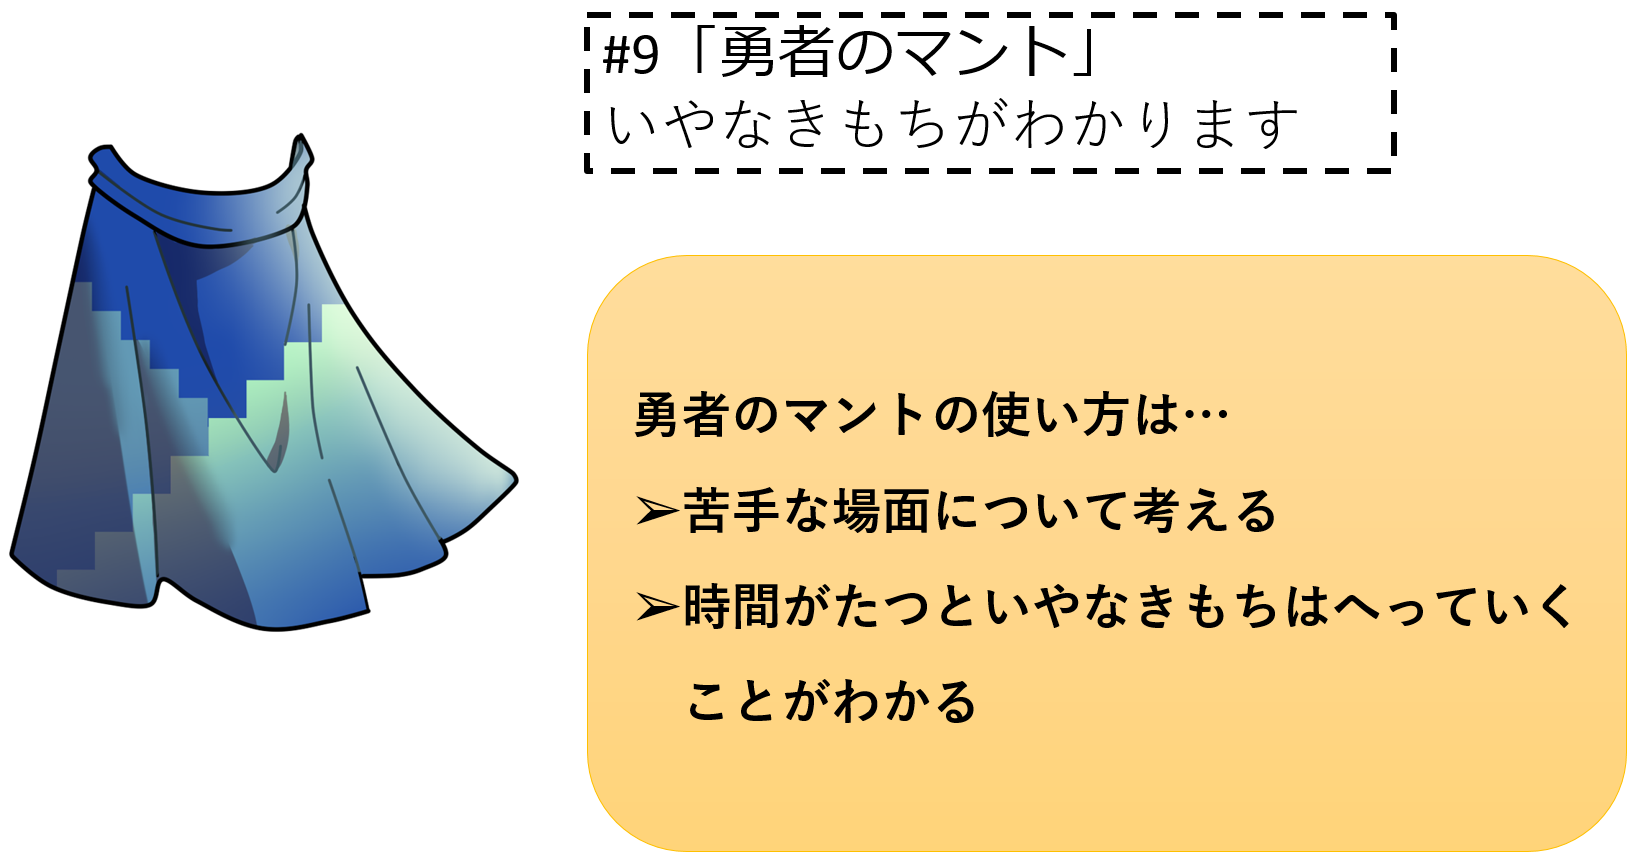 #9「勇者のマント」
いやなきもちがわかります
勇者のマントの使い方は…
➢苦手な場面について考える
➢時間がたつといやなきもちはへっていく
ことがわかる